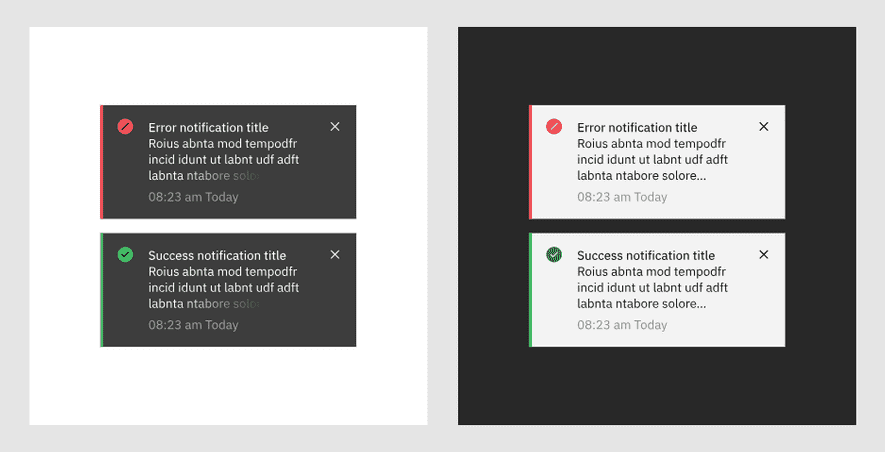 Error notification title
Roius abnta mod tempodfr
incid idunt ut labnt udf adft
labnta ntabore solore
08:23 am Today
Success notification title
Roius abnta mod tempodfr
incid idunt ut labnt udf adft
labnta ntabore solore
08:23 am Today
Error notification title
Roius abnta mod tempodfr
incid idunt ut labnt udf adft
labnta ntabore solore...
08:23 am Today
Success notification title
Roius abnta mod tempodfr
incid idunt ut labnt udf adft
labnta ntabore solore...
08:23 am Today